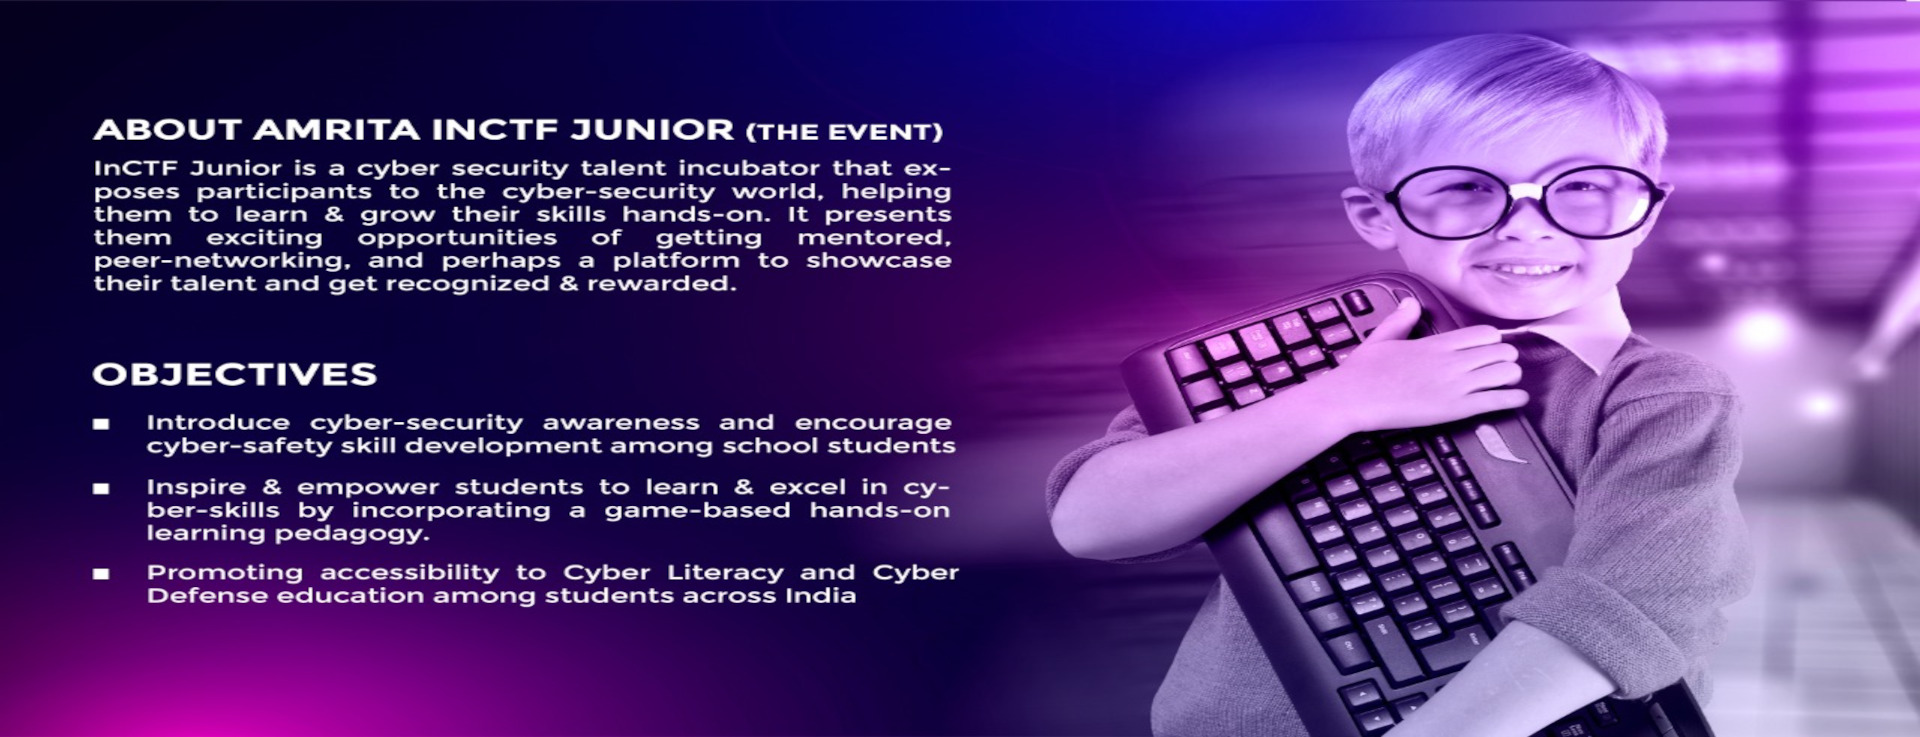 ABOUT AMRITA INCTF JUNIOR (THE EVENT)
InCTF Junior is a cyber security talent incubator that ex-
poses participants to the cyber-security world, helping
them to learn & grow their skills hands-on. It presents
them exciting opportunities of getting mentored,
peer-networking, and perhaps a platform to showcase
their talent and get recognized & rewarded.
OBJECTIVES
■ Introduce cyber-security awareness and encourage
cyber-safety skill development among school students
■ Inspire & empower students to learn & excel in cy-
ber-skills by incorporating a game-based hands-on
learning pedagogy.
■ Promoting accessibility to Cyber Literacy and Cyber
Defense education among students across India